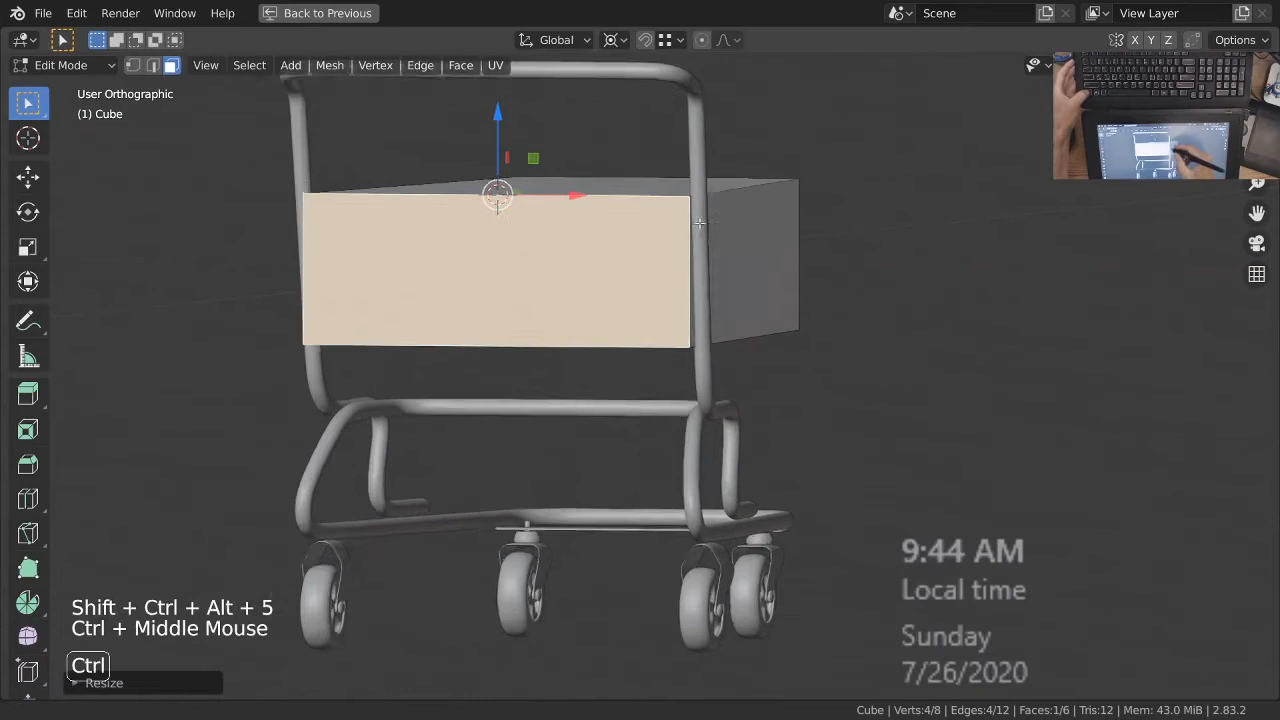 File Edit Render Window Help Back to Previous Scene View Layer
Global X Y Z Options
Edit Mode View Select Add Mesh Vertex Edge Face UV
User Orthographic
(1) Cube
Shift + Ctrl + Alt + 5
Ctrl + Middle Mouse
Ctrl
Resize
9:44 AM
Local time
Sunday
7/26/2020
Cube | Verts:4/8 | Edges:4/12 | Faces:1/6 | Tris:12 | Mem: 43.0 MiB | 2.83.2